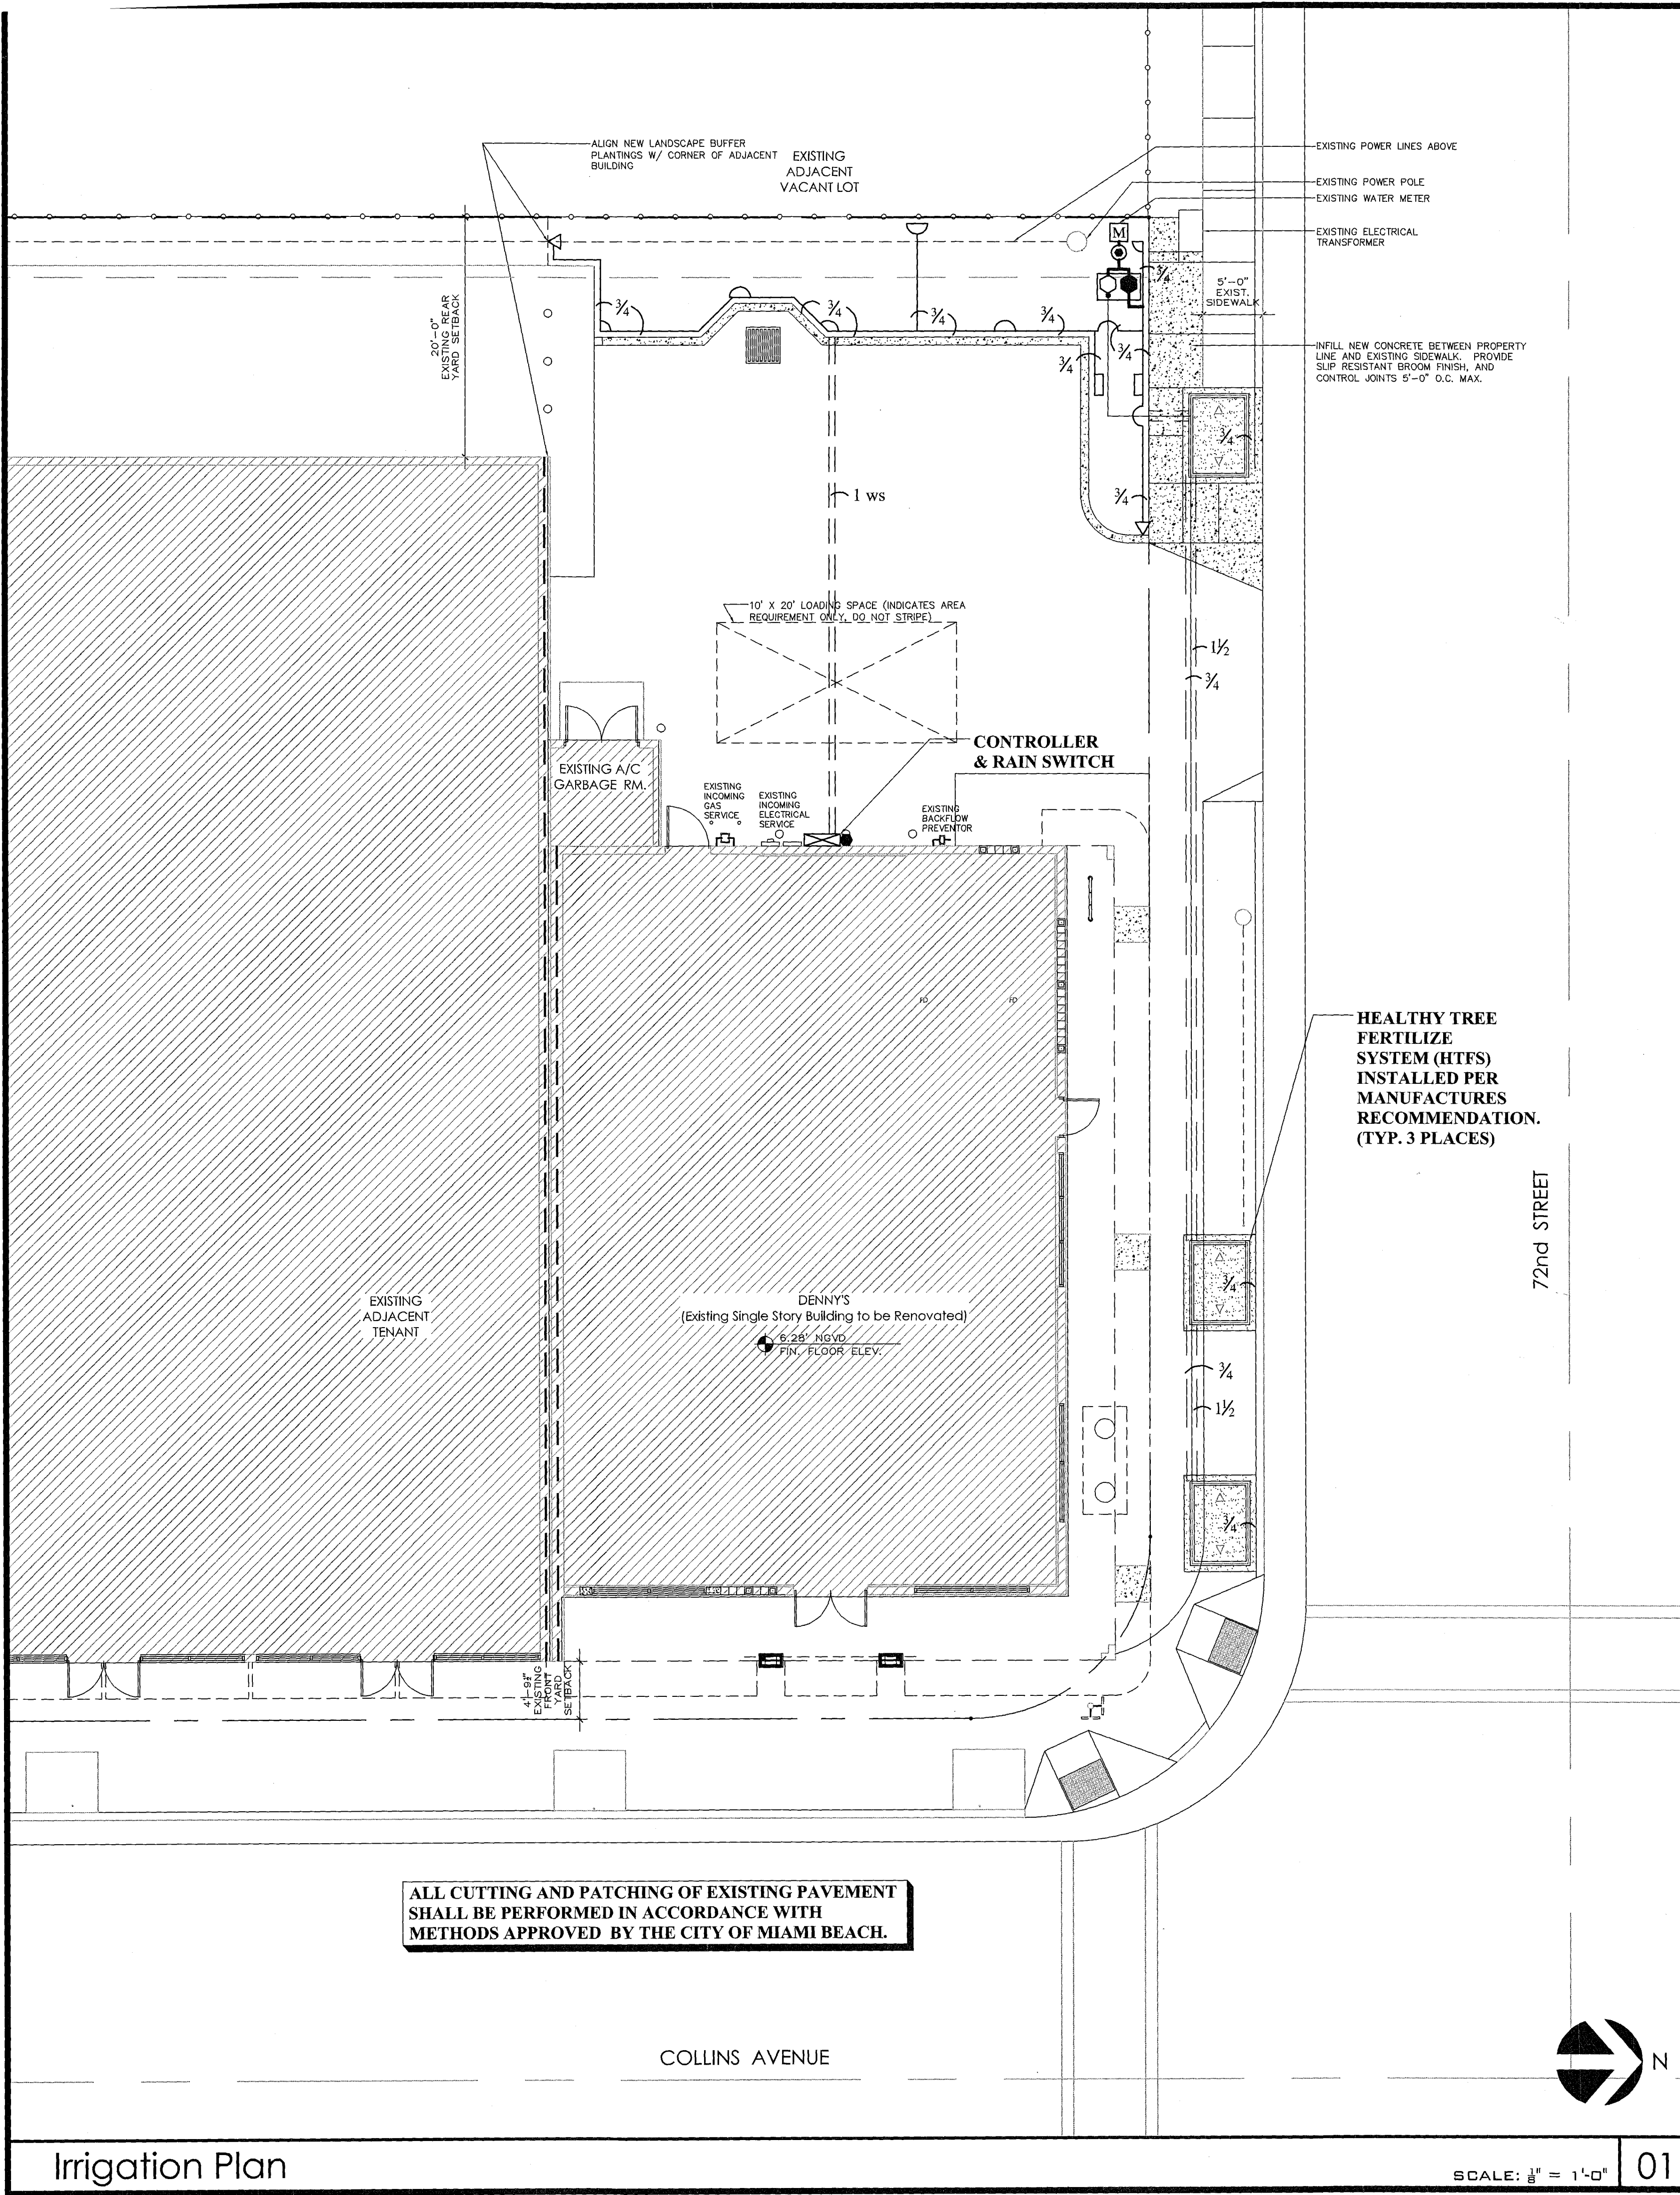 ALIGN NEW LANDSCAPE BUFFER
PLANTINGS W/ CORNER OF ADJACENT
BUILDING
EXISTING
ADJACENT
VACANT LOT
EXISTING POWER LINES ABOVE
EXISTING POWER POLE
EXISTING WATER METER
EXISTING ELECTRICAL
TRANSFORMER
M
3/4
5'-0"
EXIST.
SIDEWALK
20'-0"
EXISTING REAR
YARD SETBACK
3/4
3/4
3/4
3/4
3/4
3/4
INFILL NEW CONCRETE BETWEEN PROPERTY
LINE AND EXISTING SIDEWALK. PROVIDE
SLIP RESISTANT BROOM FINISH, AND
CONTROL JOINTS 5'-0" O.C. MAX.
3/4
3/4
1 ws
10' X 20' LOADING SPACE (INDICATES AREA
REQUIREMENT ONLY, DO NOT STRIPE)
1½
3/4
CONTROLLER
& RAIN SWITCH
EXISTING A/C
GARBAGE RM.
EXISTING
INCOMING
GAS
SERVICE
EXISTING
INCOMING
ELECTRICAL
SERVICE
EXISTING
BACKFLOW
PREVENTOR
FD
FD
HEALTHY TREE
FERTILIZE
SYSTEM (HTFS)
INSTALLED PER
MANUFACTURES
RECOMMENDATION.
(TYP. 3 PLACES)
72nd STREET
3/4
EXISTING
ADJACENT
TENANT
DENNY'S
(Existing Single Story Building to be Renovated)
6.28' NGVD
FIN. FLOOR ELEV.
3/4
1½
3/4
4'-9½"
EXISTING
FRONT
YARD
SETBACK
ALL CUTTING AND PATCHING OF EXISTING PAVEMENT
SHALL BE PERFORMED IN ACCORDANCE WITH
METHODS APPROVED BY THE CITY OF MIAMI BEACH.
COLLINS AVENUE
N
Irrigation Plan
SCALE: 1/8" = 1'-0"
01